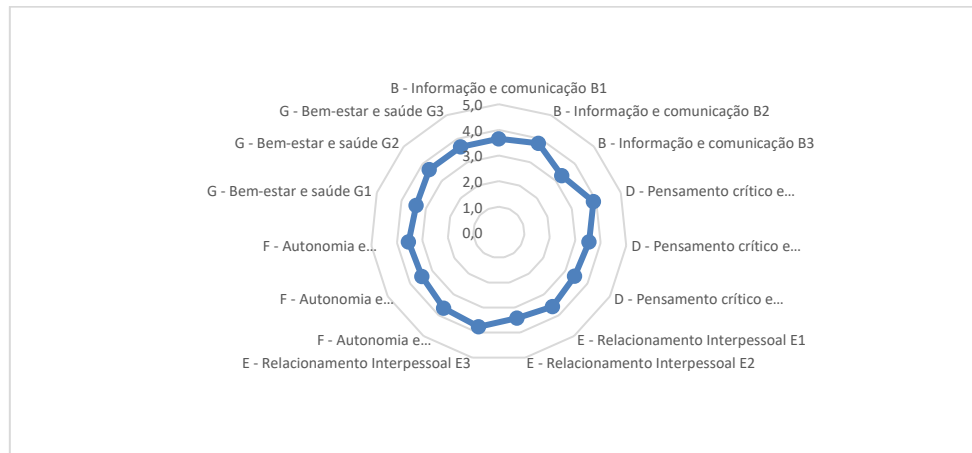 B - Informação e comunicação B1
B - Informação e comunicação B2
B - Informação e comunicação B3
D - Pensamento crítico e...
D - Pensamento crítico e...
D - Pensamento crítico e...
E - Relacionamento Interpessoal E1
E - Relacionamento Interpessoal E2
E - Relacionamento Interpessoal E3
F - Autonomia e...
F - Autonomia e...
F - Autonomia e...
G - Bem-estar e saúde G1
G - Bem-estar e saúde G2
G - Bem-estar e saúde G3
5,0
4,0
3,0
2,0
1,0
0,0